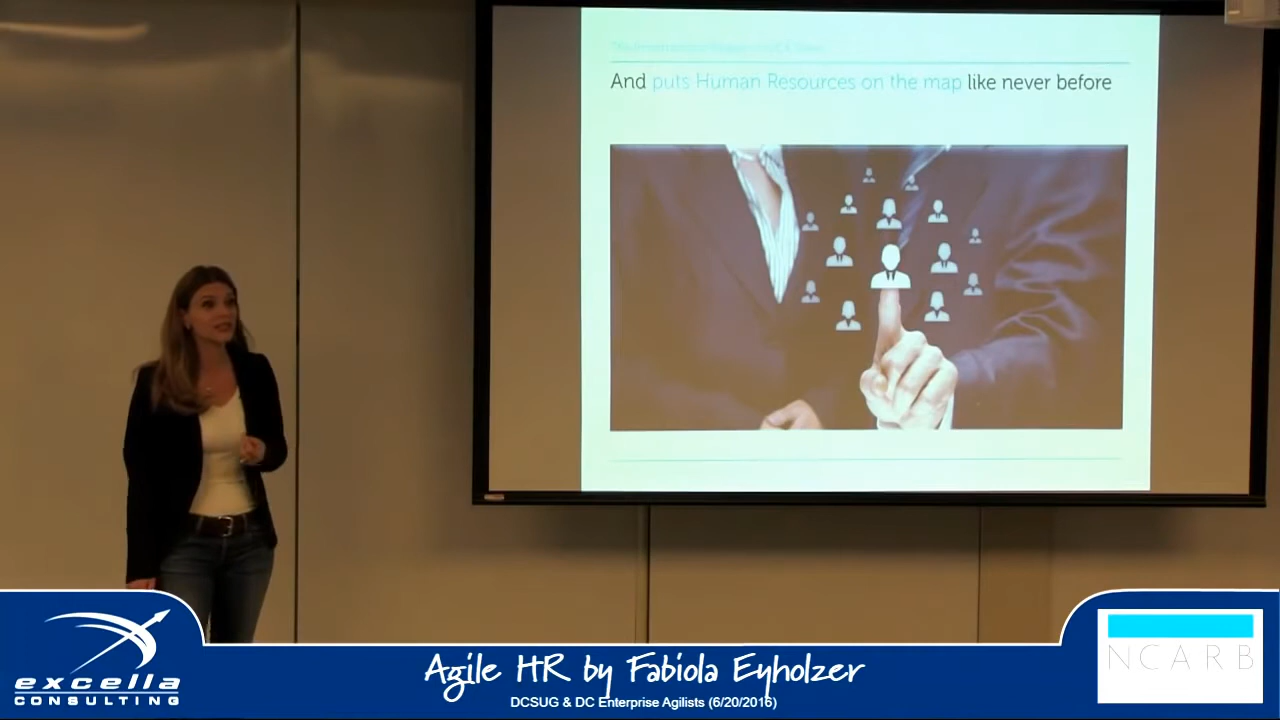 And puts Human Resources on the map like never before
excella
CONSULTING
Agile HR by Fabiola Eyholzer
DCSUG & DC Enterprise Agilists (6/20/2016)
NCARB